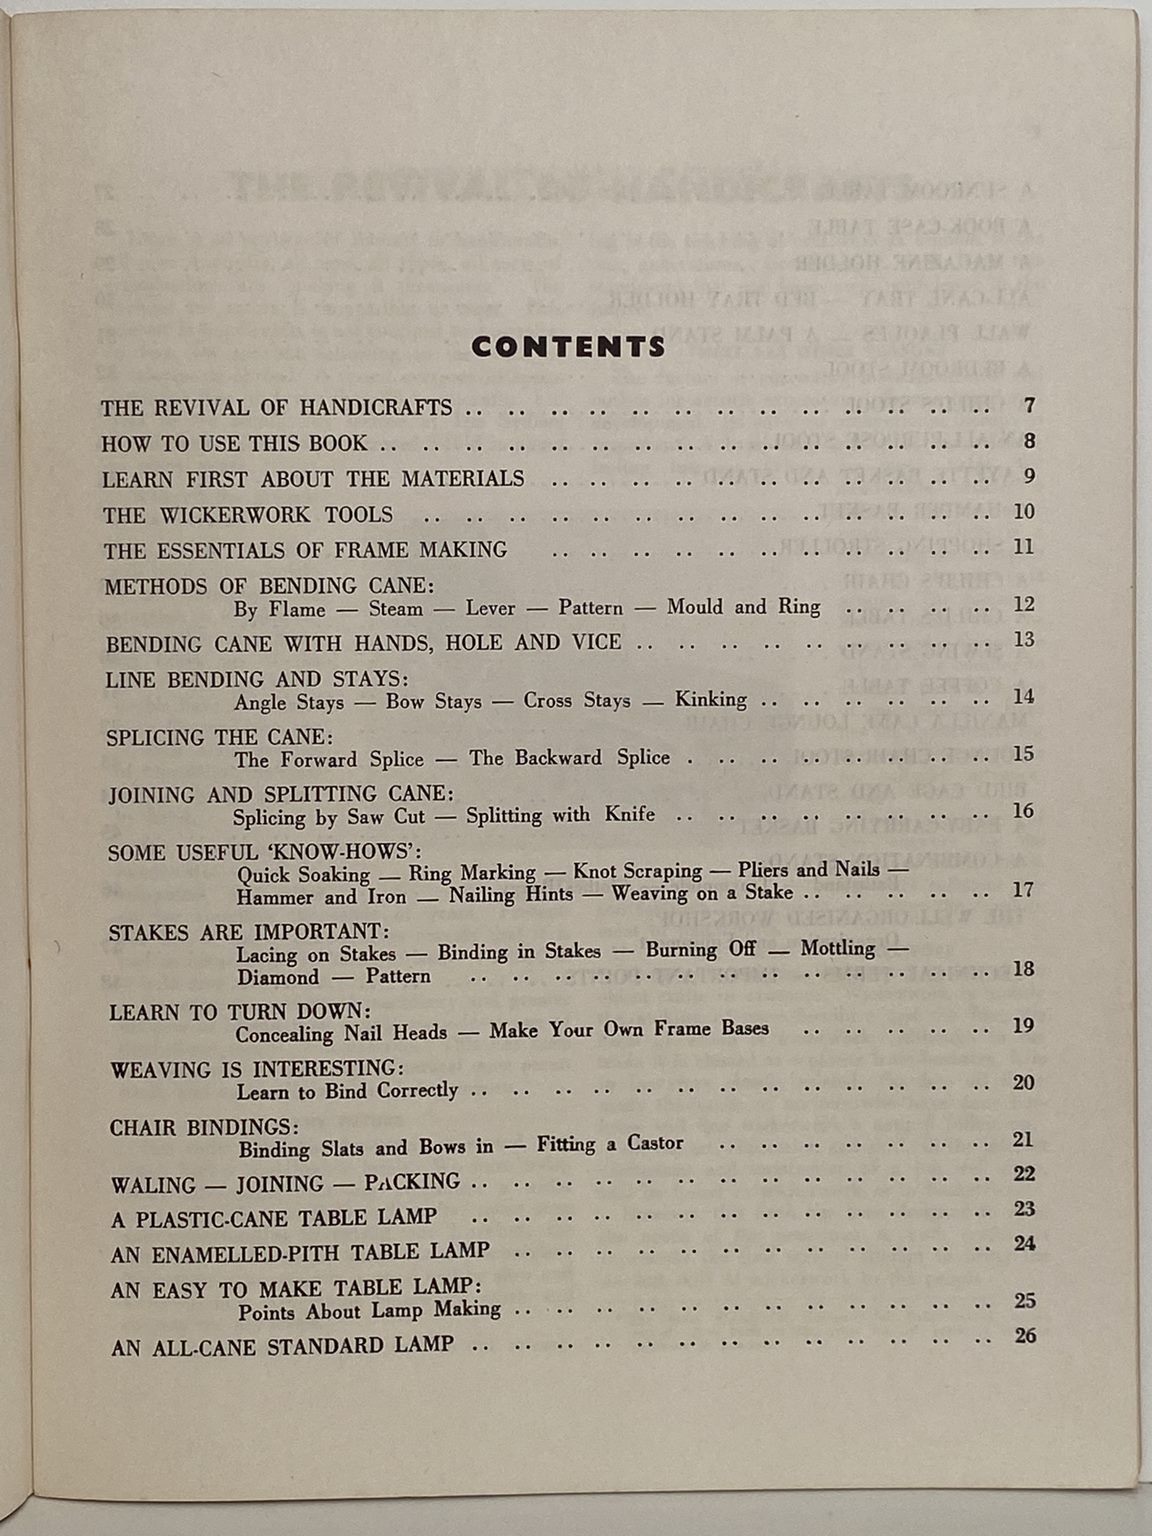 CONTENTS
THE REVIVAL OF HANDICRAFTS .. .. .. .. .. .. .. .. .. .. .. .. .. 7
HOW TO USE THIS BOOK .. .. .. .. .. .. .. .. .. .. .. .. .. .. .. 8
LEARN FIRST ABOUT THE MATERIALS .. .. .. .. .. .. .. .. .. .. .. 9
THE WICKERWORK TOOLS .. .. .. .. .. .. .. .. .. .. .. .. .. .. 10
THE ESSENTIALS OF FRAME MAKING .. .. .. .. .. .. .. .. .. .. .. 11
METHODS OF BENDING CANE:
By Flame — Steam — Lever — Pattern — Mould and Ring .. .. .. .. 12
BENDING CANE WITH HANDS, HOLE AND VICE .. .. .. .. .. .. .. .. .. 13
LINE BENDING AND STAYS:
Angle Stays — Bow Stays — Cross Stays — Kinking .. .. .. .. .. .. 14
SPLICING THE CANE:
The Forward Splice — The Backward Splice . .. .. .. .. .. .. .. 15
JOINING AND SPLITTING CANE:
Splicing by Saw Cut — Splitting with Knife .. .. .. .. .. .. .. .. 16
SOME USEFUL ‘KNOW-HOWS’:
Quick Soaking — Ring Marking — Knot Scraping — Pliers and Nails —
Hammer and Iron — Nailing Hints — Weaving on a Stake .. .. .. .. .. 17
STAKES ARE IMPORTANT:
Lacing on Stakes — Binding in Stakes — Burning Off — Mottling —
Diamond — Pattern .. .. .. .. .. .. .. .. .. .. .. .. .. 18
LEARN TO TURN DOWN:
Concealing Nail Heads — Make Your Own Frame Bases .. .. .. .. .. 19
WEAVING IS INTERESTING:
Learn to Bind Correctly .. .. .. .. .. .. .. .. .. .. .. .. .. 20
CHAIR BINDINGS:
Binding Slats and Bows in — Fitting a Castor .. .. .. .. .. .. .. 21
WALING — JOINING — PACKING .. .. .. .. .. .. .. .. .. .. .. .. .. 22
A PLASTIC-CANE TABLE LAMP .. .. .. .. .. .. .. .. .. .. .. .. .. 23
AN ENAMELLED-PITH TABLE LAMP .. .. .. .. .. .. .. .. .. .. .. .. 24
AN EASY TO MAKE TABLE LAMP:
Points About Lamp Making .. .. .. .. .. .. .. .. .. .. .. .. 25
AN ALL-CANE STANDARD LAMP .. .. .. .. .. .. .. .. .. .. .. .. .. 26